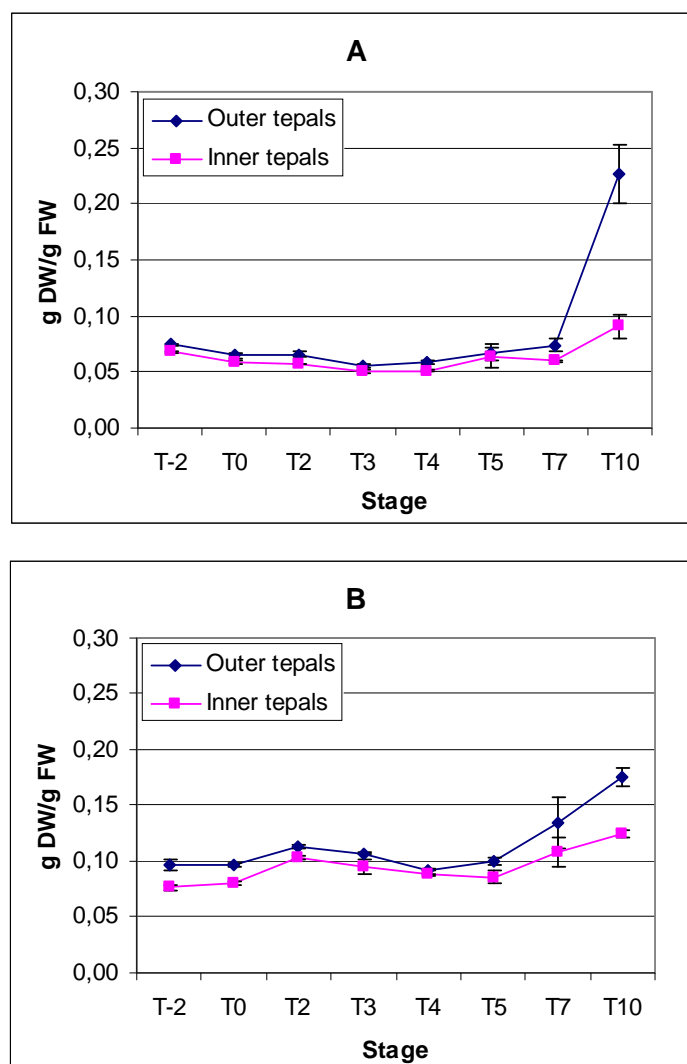 A
0,30
0,25
0,20
0,15
0,10
0,05
0,00
g DW/g FW
Outer tepals
Inner tepals
T-2 T0 T2 T3 T4 T5 T7 T10
Stage
B
0,30
0,25
0,20
0,15
0,10
0,05
0,00
g DW/g FW
Outer tepals
Inner tepals
T-2 T0 T2 T3 T4 T5 T7 T10
Stage